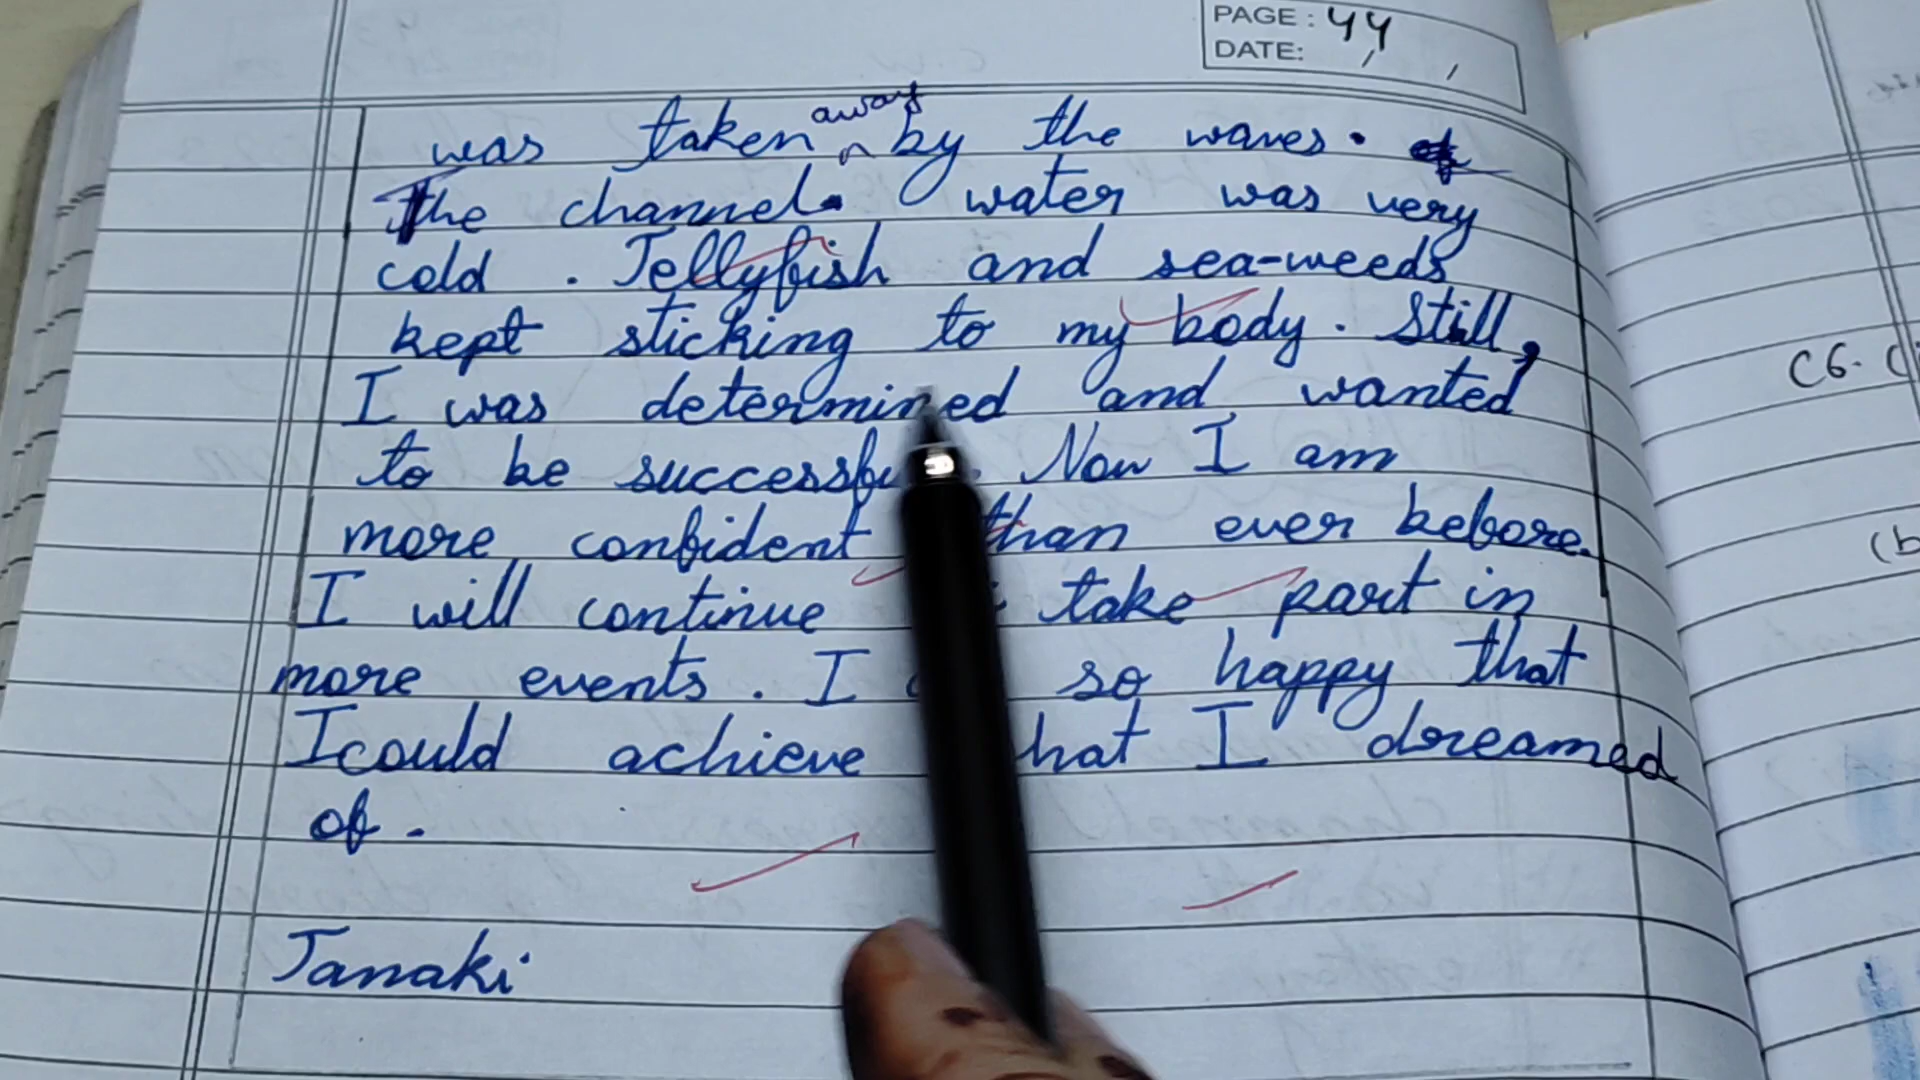 PAGE : 44
DATE: / /
was taken away by the waves.
The channel. water was very
cold. Jellyfish and sea-weeds
kept sticking to my body. Still,
I was determined and wanted
to be . Now I am
more confident than ever before.
I will continue take part in
more events. I so happy that
I could achieve I dreamed
of.
Janaki
C6.
(b